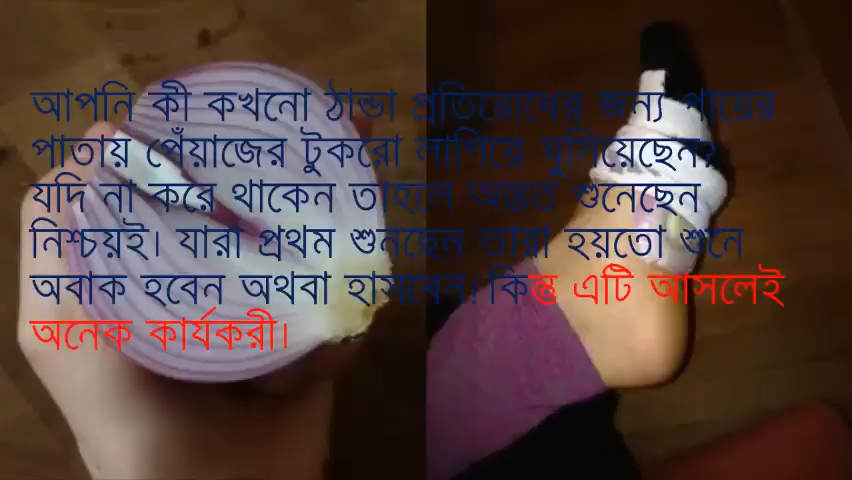 আপনি কী কখনো ঠান্ডা প্রতিরোধের জন্য পায়ের
পাতায় পেঁয়াজের টুকরো লাগিয়ে ঘুমিয়েছেন?
যদি না করে থাকেন তাহলে অন্তত শুনেছেন
নিশ্চয়ই। যারা প্রথম শুনছেন তারা হয়তো শুনে
অবাক হবেন অথবা হাসবেন। কিন্তু এটি আসলেই
অনেক কার্যকরী।